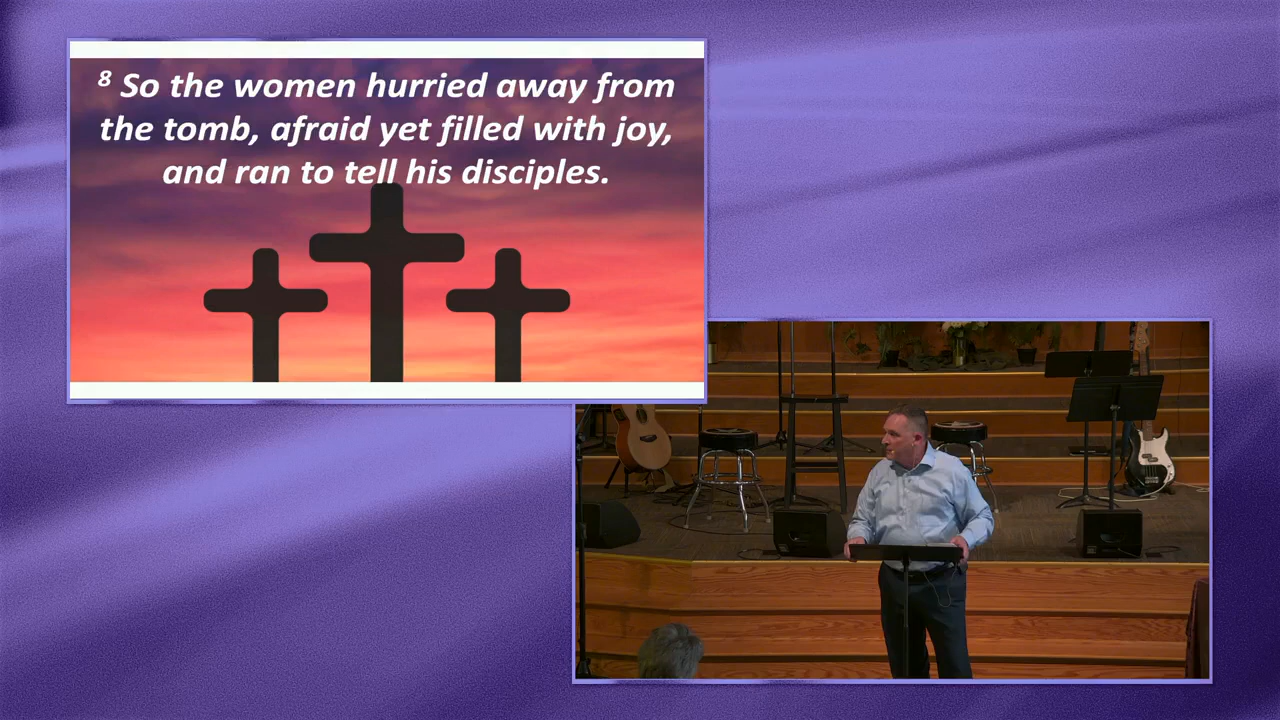 ⁸ So the women hurried away from
the tomb, afraid yet filled with joy,
and ran to tell his disciples.